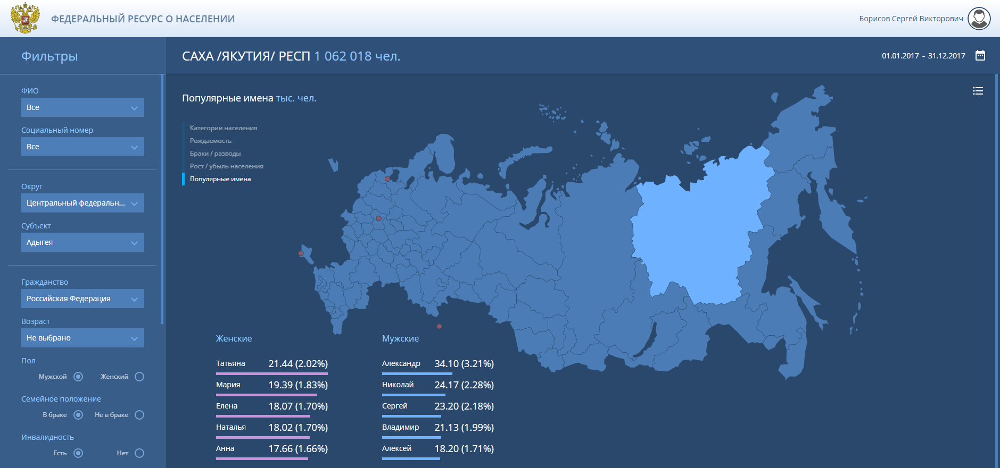 ФЕДЕРАЛЬНЫЙ РЕСУРС О НАСЕЛЕНИИ
Борисов Сергей Викторович
Фильтры
САХА /ЯКУТИЯ/ РЕСП 1 062 018 чел.
01.01.2017 - 31.12.2017
ФИО
Все
Социальный номер
Все
Округ
Центральный федеральн...
Субъект
Адыгея
Гражданство
Российская Федерация
Возраст
Не выбрано
Пол
Мужской Женский
Семейное положение
В браке Не в браке
Инвалидность
Есть Нет
Популярные имена тыс. чел.
Категории населения
Рождаемость
Браки / разводы
Рост / убыль населения
Популярные имена
Женские
Татьяна 21.44 (2.02%)
Мария 19.39 (1.83%)
Елена 18.07 (1.70%)
Наталья 18.02 (1.70%)
Анна 17.66 (1.66%)
Мужские
Александр 34.10 (3.21%)
Николай 24.17 (2.28%)
Сергей 23.20 (2.18%)
Владимир 21.13 (1.99%)
Алексей 18.20 (1.71%)